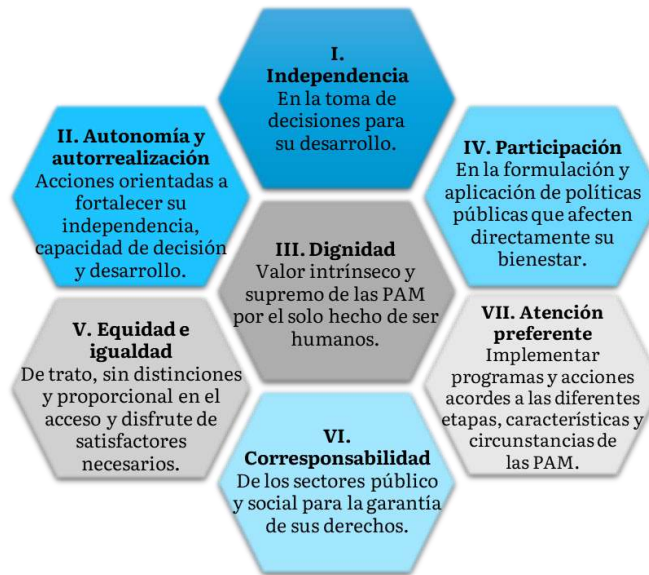 I.
Independencia
En la toma de
decisiones para
su desarrollo.
II. Autonomía y
autorrealización
Acciones orientadas a
fortalecer su
independencia,
capacidad de decisión
y desarrollo.
III. Dignidad
Valor intrínseco y
supremo de las PAM
por el solo hecho de ser
humanos.
IV. Participación
En la formulación y
aplicación de políticas
públicas que afecten
directamente su
bienestar.
V. Equidad e
igualdad
De trato, sin distinciones
y proporcional en el
acceso y disfrute de
satisfactores
necesarios.
VI.
Corresponsabilidad
De los sectores público
y social para la garantía
de sus derechos.
VII. Atención
preferente
Implementar
programas y acciones
acordes a las diferentes
etapas, características y
circunstancias de
las PAM.